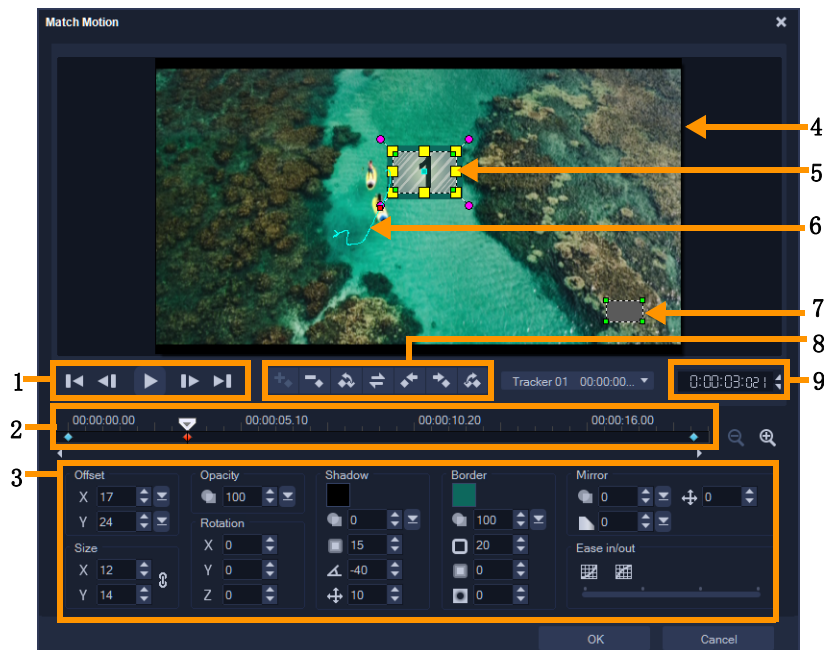 Match Motion
4
1
5
6
7
8
1
Tracker 01 00:00:00...
0:00:03:021
9
2
00:00:00.00 00:00:05.10 00:00:10.20 00:00:16.00
3
Offset Opacity Shadow Border Mirror
X 17 100 0 0
Y 24 Rotation 0 100 0
Size X 0 15 20 Ease in/out
X 12 Y 0 -40 0
Y 14 Z 0 10 0
OK Cancel